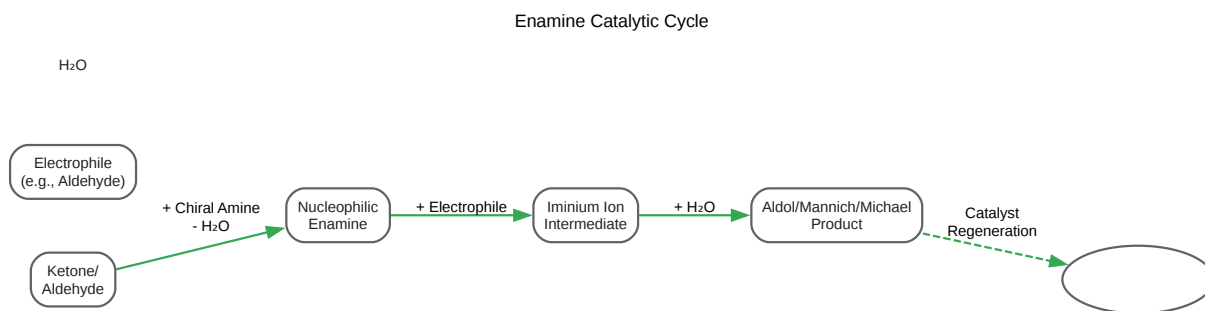 Enamine Catalytic Cycle
H₂O
Electrophile
(e.g., Aldehyde)
Ketone/
Aldehyde
+ Chiral Amine
- H₂O
Nucleophilic
Enamine
+ Electrophile
Iminium Ion
Intermediate
+ H₂O
Aldol/Mannich/Michael
Product
Catalyst
Regeneration